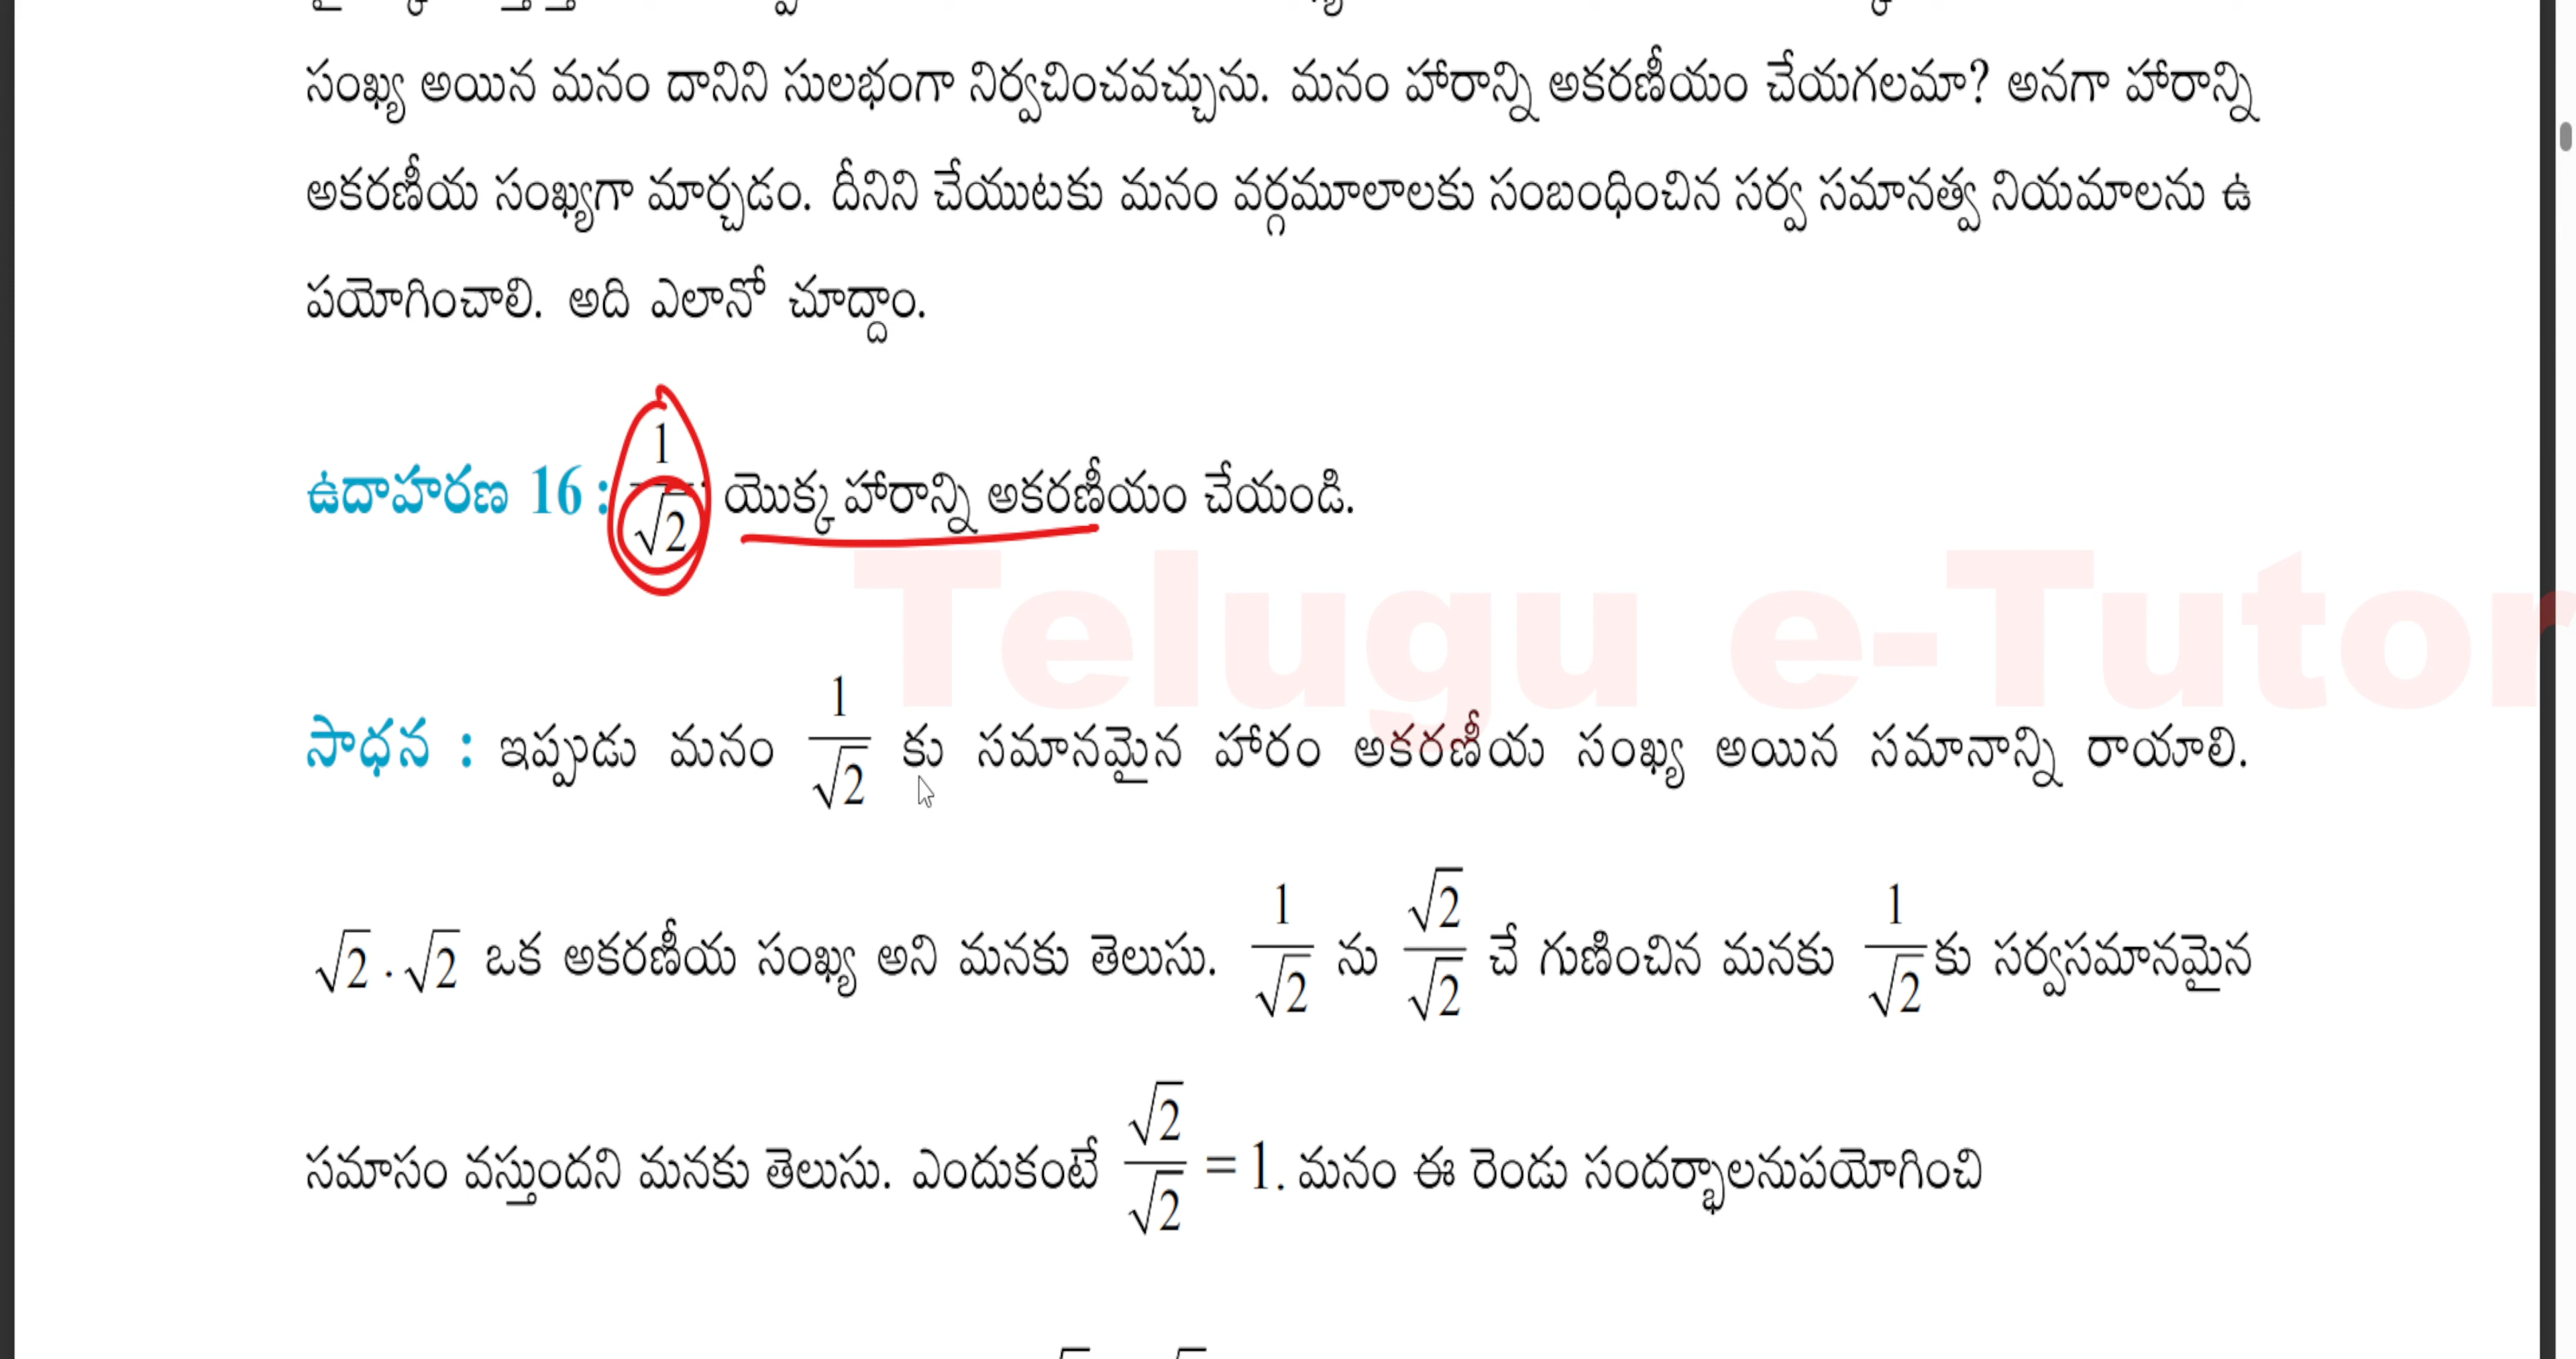 సంఖ్య అయిన మనం దానిని సులభంగా నిర్వచించవచ్చును. మనం హారాన్ని అకరణీయం చేయగలమా? అనగా హారాన్ని
అకరణీయ సంఖ్యగా మార్చడం. దీనిని చేయుటకు మనం వర్గమూలాలకు సంబంధించిన సర్వ సమానత్వ నియమాలను ఉ
పయోగించాలి. అది ఎలానో చూద్దాం.
ఉదాహరణ 16 : 1/√2 యొక్క హారాన్ని అకరణీయం చేయండి.
Telugu e-Tutor
సాధన : ఇప్పుడు మనం 1/√2 కు సమానమైన హారం అకరణీయ సంఖ్య అయిన సమానాన్ని రాయాలి.
√2 . √2 ఒక అకరణీయ సంఖ్య అని మనకు తెలుసు. 1/√2 ను √2/√2 చే గుణించిన మనకు 1/√2 కు సర్వసమానమైన
సమాసం వస్తుందని మనకు తెలుసు. ఎందుకంటే √2/√2 = 1. మనం ఈ రెండు సందర్భాలనుపయోగించి